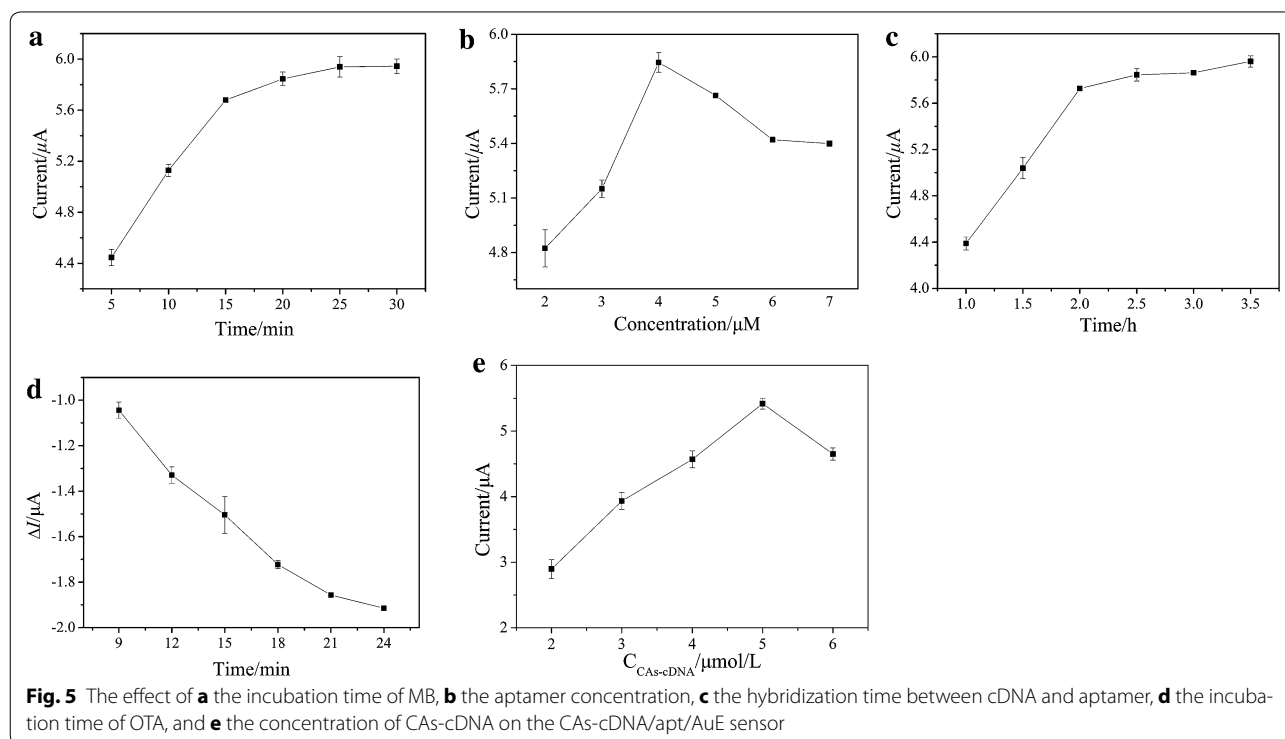 a
6.0
5.6
5.2
4.8
4.4
Current/µA
5 10 15 20 25 30
Time/min
b
6.0
5.7
5.4
5.1
4.8
Current/µA
2 3 4 5 6 7
Concentration/µM
c
6.0
5.6
5.2
4.8
4.4
4.0
Current/µA
1.0 1.5 2.0 2.5 3.0 3.5
Time/h
d
-1.0
-1.2
-1.4
-1.6
-1.8
-2.0
ΔI/µA
9 12 15 18 21 24
Time/min
e
6
5
4
3
2
Current/µA
2 3 4 5 6
C CAs-cDNA/µmol/L
Fig. 5 The effect of a the incubation time of MB, b the aptamer concentration, c the hybridization time between cDNA and aptamer, d the incuba-
tion time of OTA, and e the concentration of CAs-cDNA on the CAs-cDNA/apt/AuE sensor